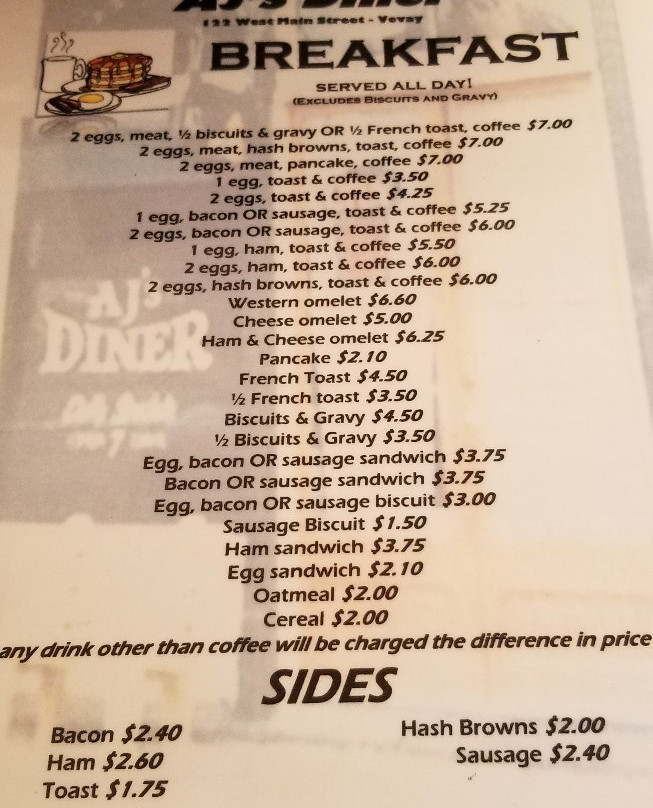 AJ's Diner
122 West Main Street - Vevay
BREAKFAST
SERVED ALL DAY!
(EXCLUDES BISCUITS AND GRAVY)
2 eggs, meat, ½ biscuits & gravy OR ½ French toast, coffee $7.00
2 eggs, meat, hash browns, toast, coffee $7.00
2 eggs, meat, pancake, coffee $7.00
1 egg, toast & coffee $3.50
2 eggs, toast & coffee $4.25
1 egg, bacon OR sausage, toast & coffee $5.25
2 eggs, bacon OR sausage, toast & coffee $6.00
1 egg, ham, toast & coffee $5.50
2 eggs, ham, toast & coffee $6.00
2 eggs, hash browns, toast & coffee $6.00
Western omelet $6.60
Cheese omelet $5.00
Ham & Cheese omelet $6.25
Pancake $2.10
French Toast $4.50
½ French toast $3.50
Biscuits & Gravy $4.50
½ Biscuits & Gravy $3.50
Egg, bacon OR sausage sandwich $3.75
Bacon OR sausage sandwich $3.75
Egg, bacon OR sausage biscuit $3.00
Sausage Biscuit $1.50
Ham sandwich $3.75
Egg sandwich $2.10
Oatmeal $2.00
Cereal $2.00
any drink other than coffee will be charged the difference in price
SIDES
Bacon $2.40
Ham $2.60
Toast $1.75
Hash Browns $2.00
Sausage $2.40
AJ's
DINER